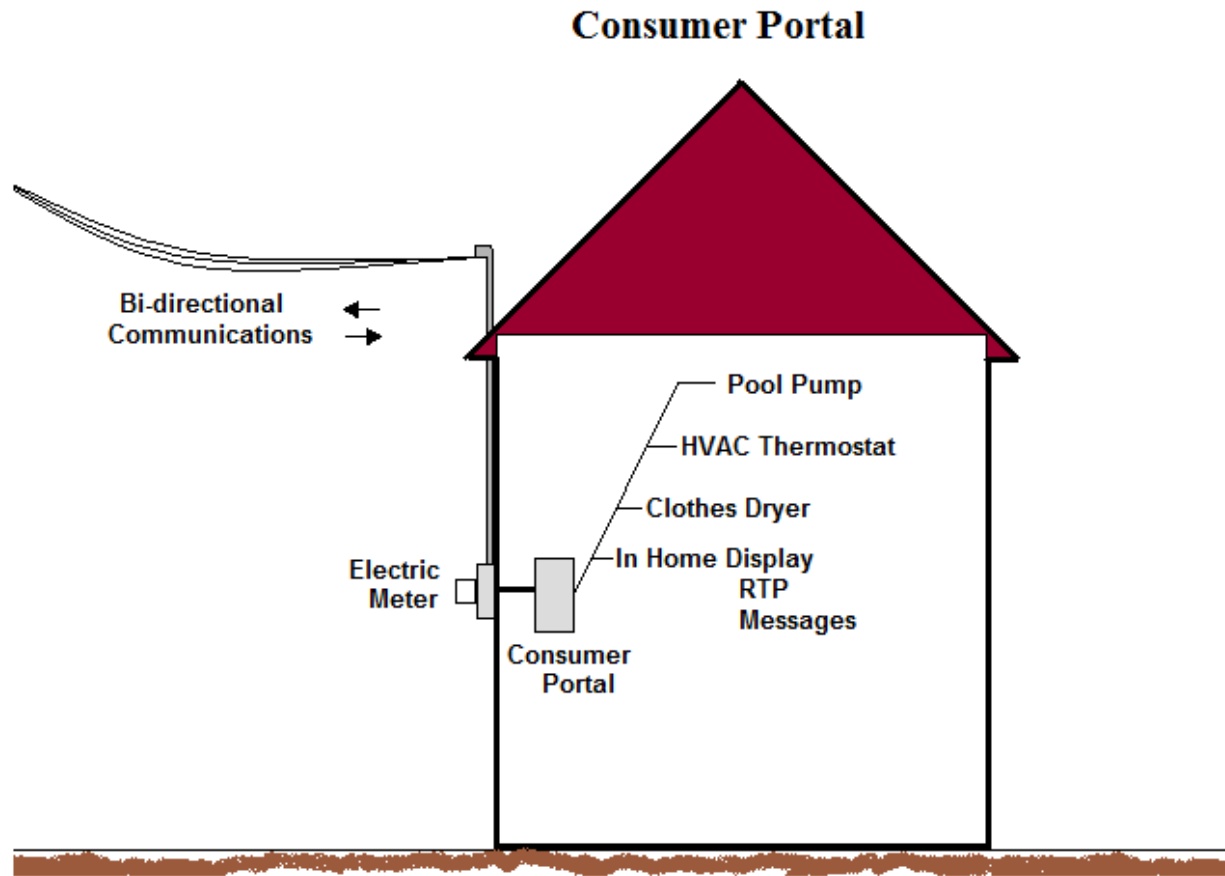 Consumer Portal
Bi-directional
Communications
Pool Pump
HVAC Thermostat
Clothes Dryer
In Home Display
RTP
Messages
Electric
Meter
Consumer
Portal